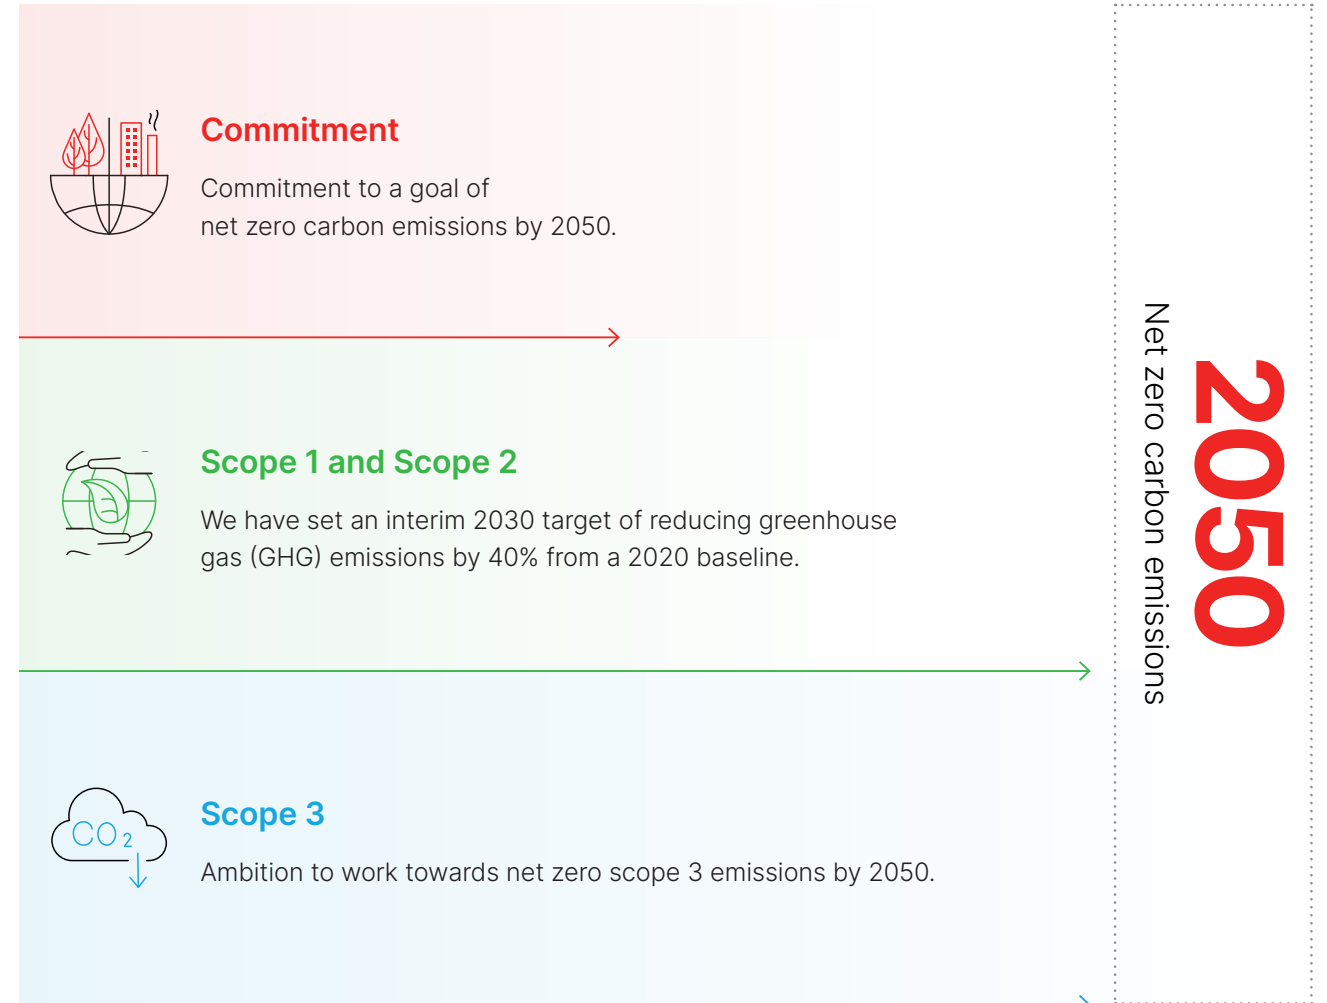 Commitment
Commitment to a goal of
net zero carbon emissions by 2050.
Scope 1 and Scope 2
We have set an interim 2030 target of reducing greenhouse
gas (GHG) emissions by 40% from a 2020 baseline.
CO2
Scope 3
Ambition to work towards net zero scope 3 emissions by 2050.
2050
Net zero carbon emissions